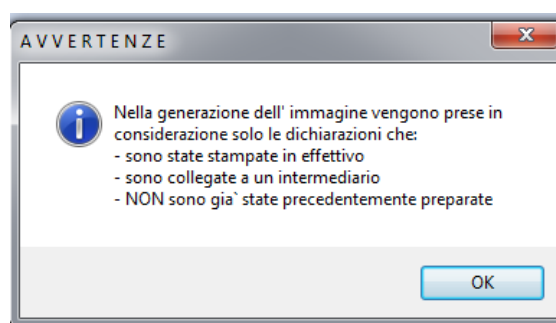 AVVERTENZE
Nella generazione dell' immagine vengono prese in
considerazione solo le dichiarazioni che:
- sono state stampate in effettivo
- sono collegate a un intermediario
- NON sono gia` state precedentemente preparate
OK